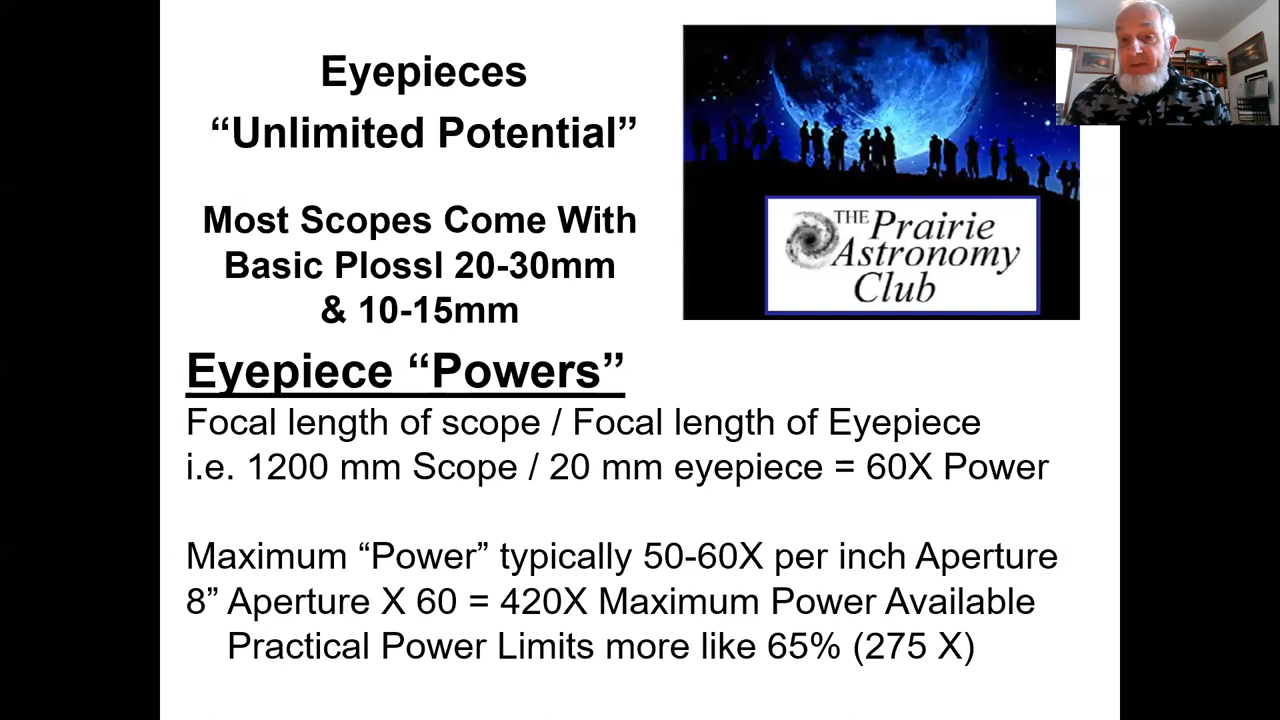 Eyepieces
“Unlimited Potential”
Most Scopes Come With
Basic Plossl 20-30mm
& 10-15mm
THE Prairie
Astronomy
Club
Eyepiece “Powers”
Focal length of scope / Focal length of Eyepiece
i.e. 1200 mm Scope / 20 mm eyepiece = 60X Power
Maximum “Power” typically 50-60X per inch Aperture
8” Aperture X 60 = 420X Maximum Power Available
Practical Power Limits more like 65% (275 X)